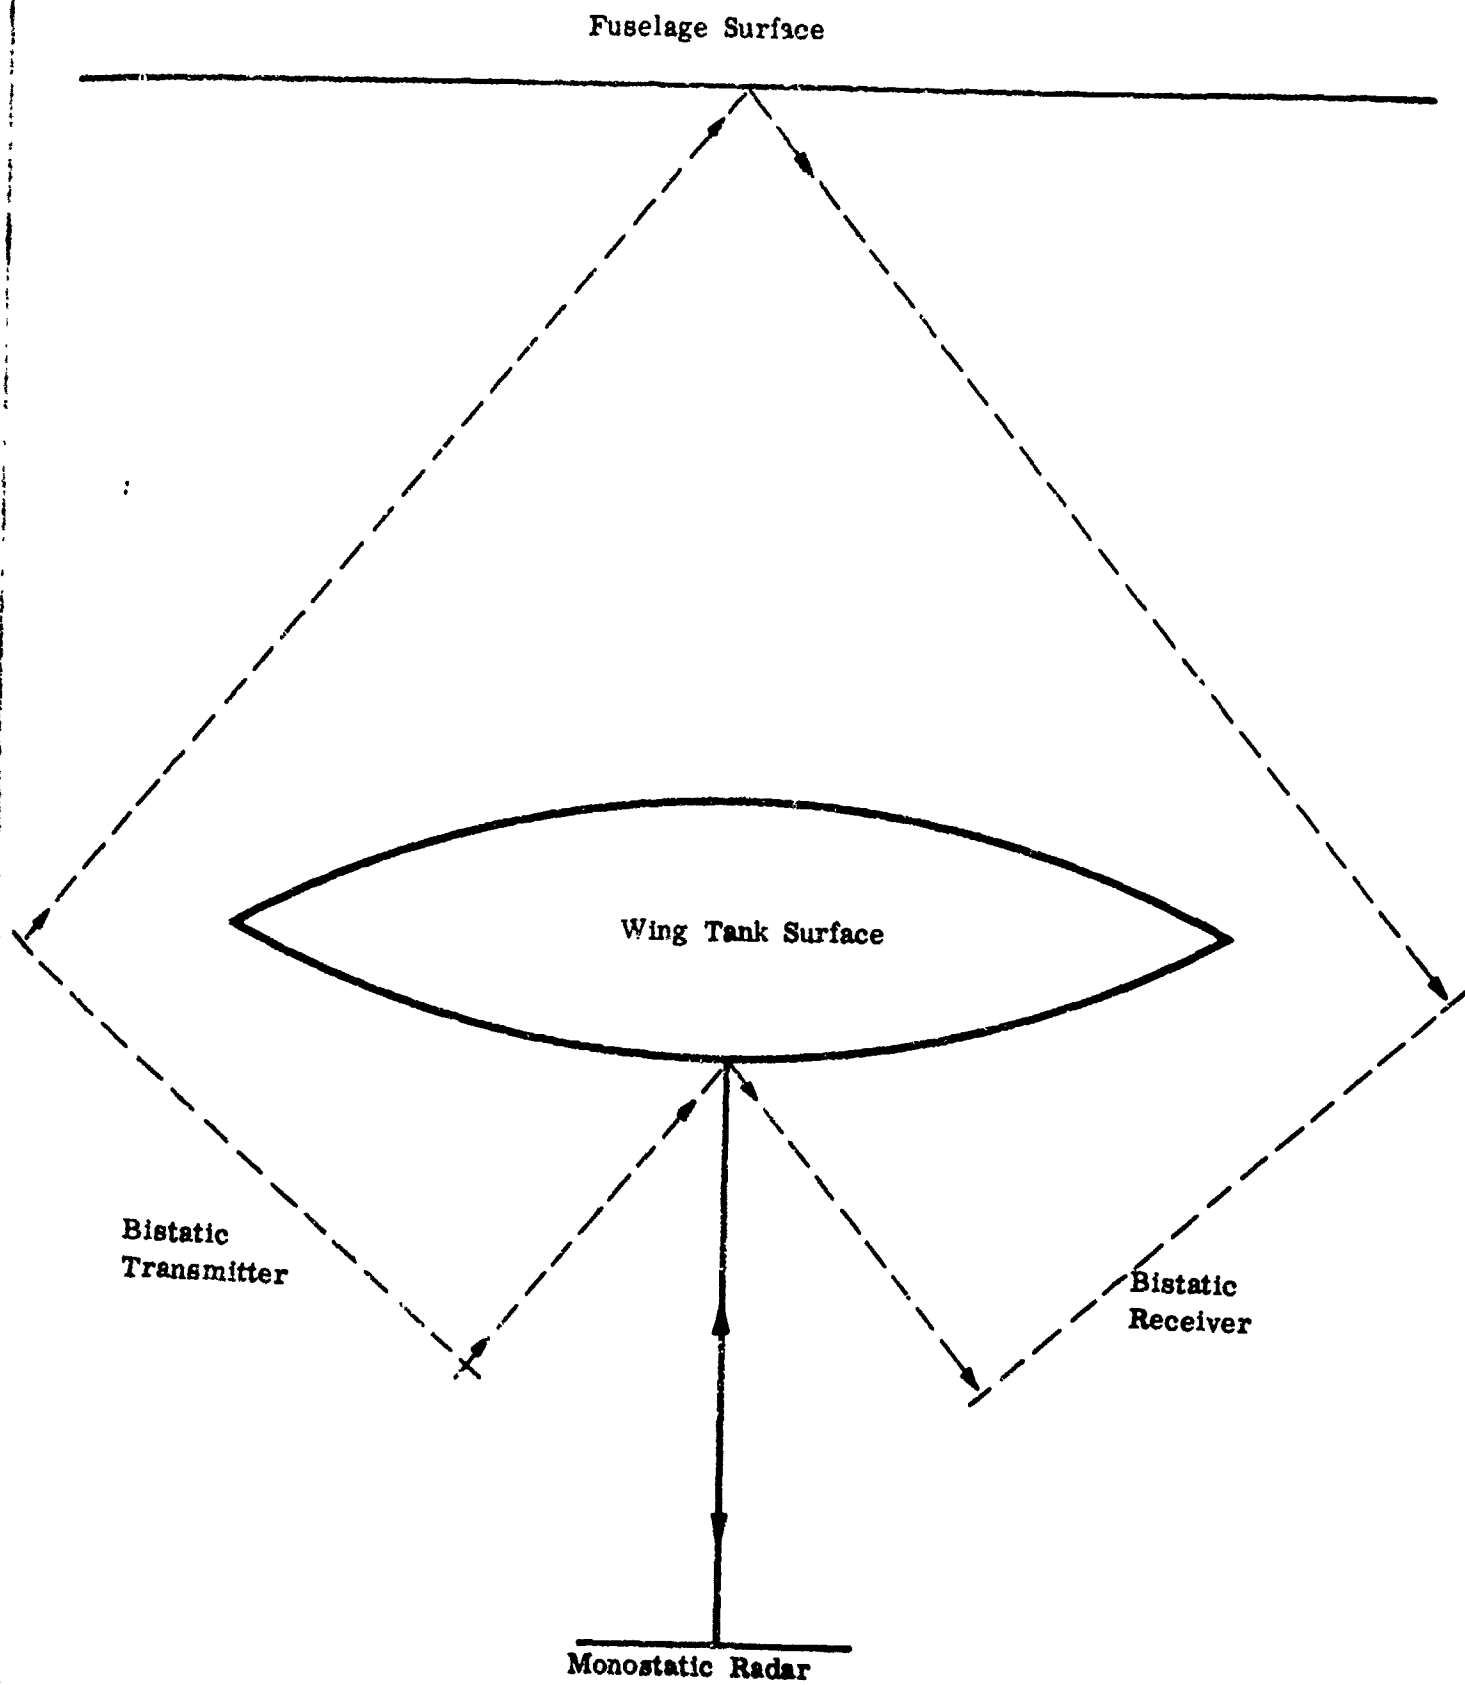 Fuselage Surface
Wing Tank Surface
Bistatic
Transmitter
Bistatic
Receiver
Monostatic Radar